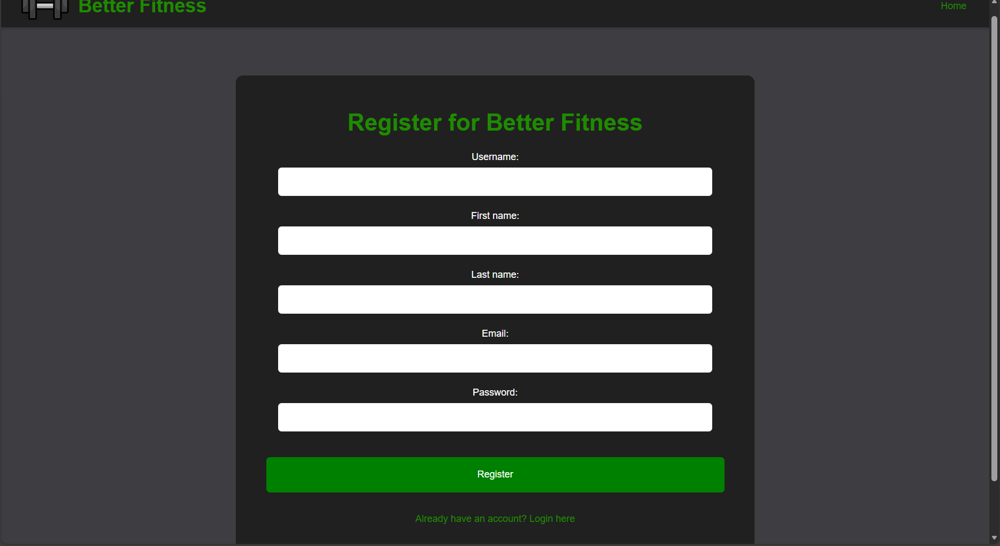 Better Fitness
Home
Register for Better Fitness
Username:
First name:
Last name:
Email:
Password:
Register
Already have an account? Login here